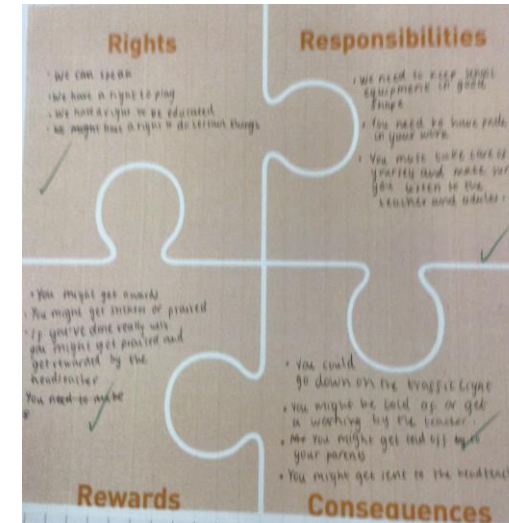 Rights
• We can speak
• We have a right to play
• We have a right to be educated
• We might have a right to do certain things
Responsibilities
• We need to keep school
equipment in good
shape
• You need to have pride
in your work
• You must take care of
yourself and make sure
you listen to the
teacher and adults.
• You might get awards
• You might get stickers or praised
• If you've done really well
you might get praised and
get rewarded by the
headteacher
You need to make
Rewards
• You could
go down on the traffic light
• You might be told of or get
a warning by the teacher.
• You might get told off
your parents
• You might get sent to the headteac
Consequences